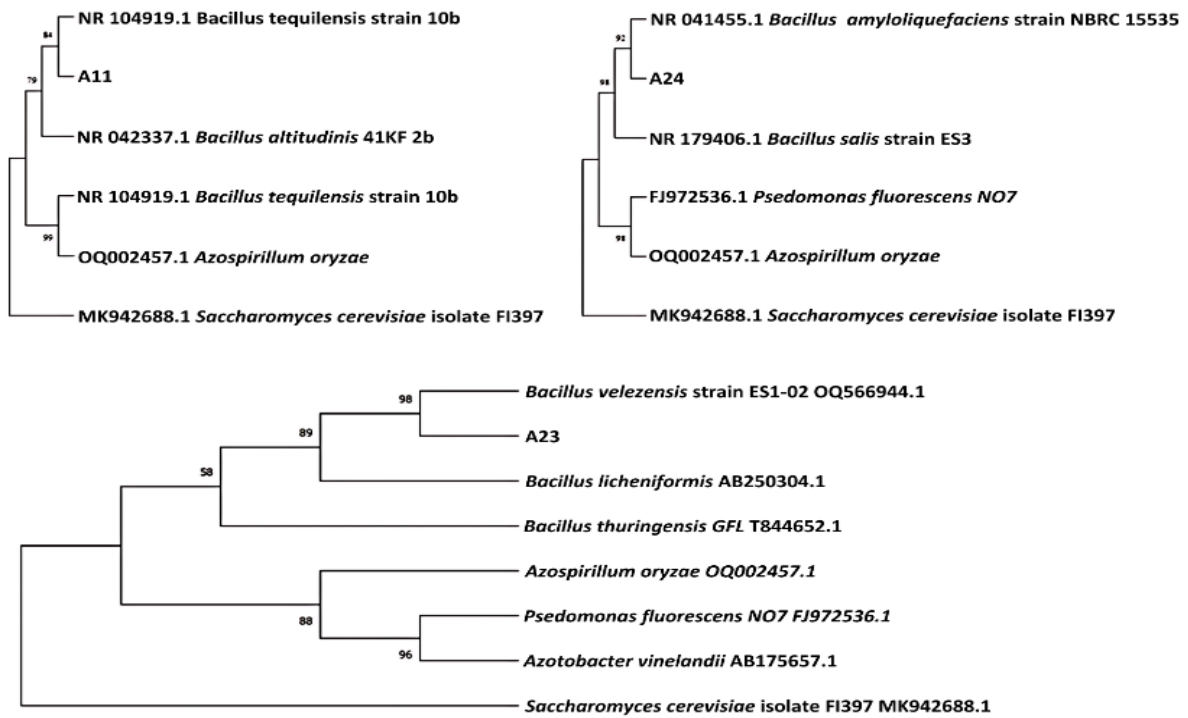 NR 104919.1 Bacillus tequilensis strain 10b
84
A11
79
NR 042337.1 Bacillus altitudinis 41KF 2b
NR 104919.1 Bacillus tequilensis strain 10b
99
OQ002457.1 Azospirillum oryzae
MK942688.1 Saccharomyces cerevisiae isolate FI397
NR 041455.1 Bacillus amyloliquefaciens strain NBRC 15535
92
A24
98
NR 179406.1 Bacillus salis strain ES3
FJ972536.1 Psedomonas fluorescens NO7
98
OQ002457.1 Azospirillum oryzae
MK942688.1 Saccharomyces cerevisiae isolate FI397
Bacillus velezensis strain ES1-02 OQ566944.1
98
A23
89
Bacillus licheniformis AB250304.1
58
Bacillus thuringensis GFL T844652.1
Azospirillum oryzae OQ002457.1
88
Psedomonas fluorescens NO7 FJ972536.1
96
Azotobacter vinelandii AB175657.1
Saccharomyces cerevisiae isolate FI397 MK942688.1